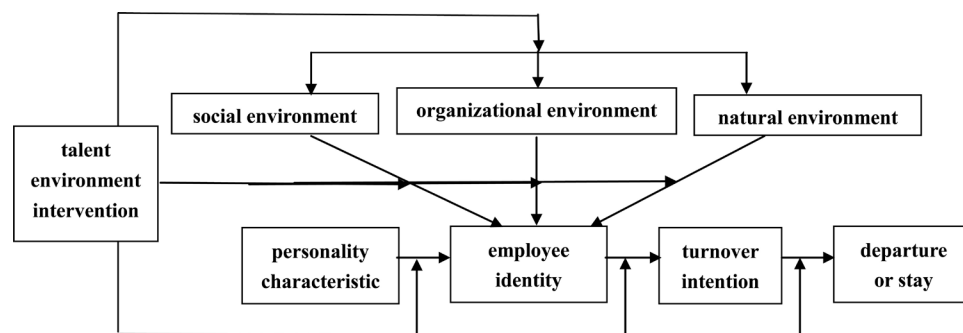 social environment
organizational environment
natural environment
talent
environment
intervention
personality
characteristic
employee
identity
turnover
intention
departure
or stay